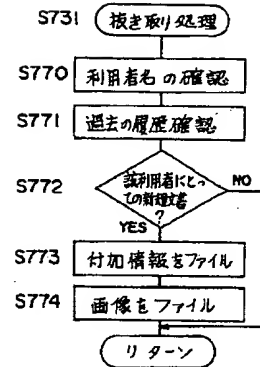 S731 抜き取り処理
S770 利用者名の確認
S771 過去の履歴確認
S772 該利用者にとっ NO
ての新規文書
?
YES
S773 付加情報をファイル
S774 画像をファイル
リターン